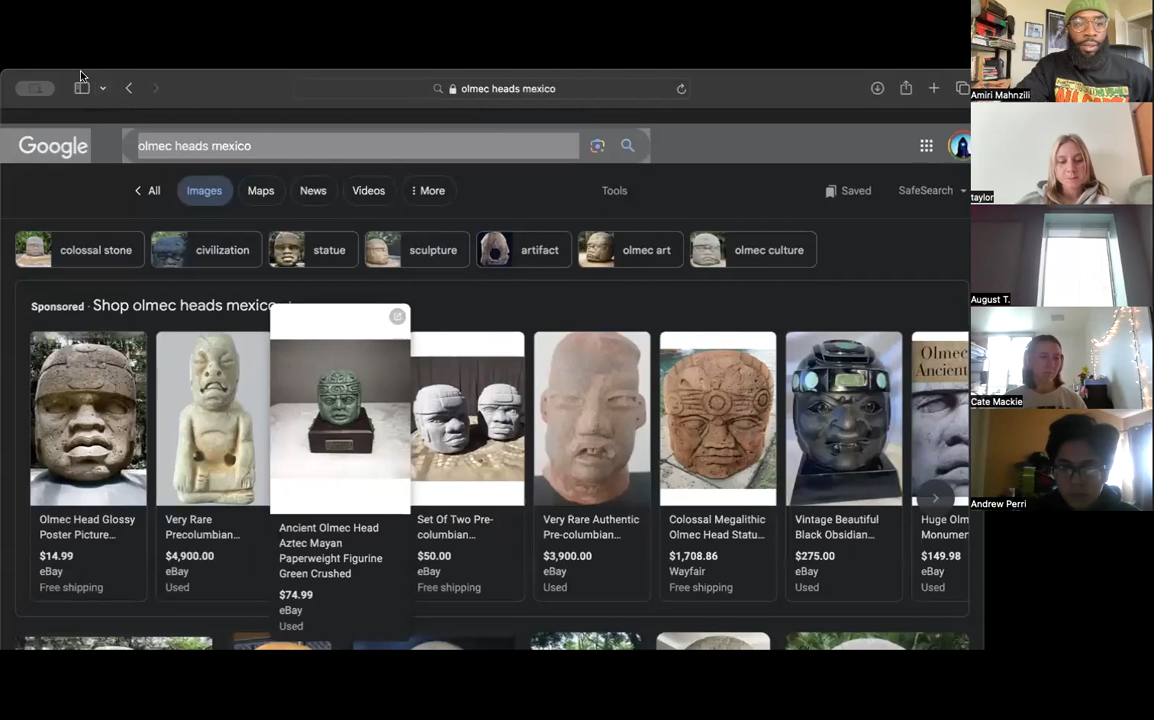 olmec heads mexico
Google
olmec heads mexico
All
Images
Maps
News
Videos
More
Tools
Saved
SafeSearch
colossal stone
civilization
statue
sculpture
artifact
olmec art
olmec culture
Sponsored · Shop olmec heads mexico
Olmec Head Glossy
Poster Picture...
$14.99
eBay
Free shipping
Very Rare
Precolumbian...
$4,900.00
eBay
Used
Ancient Olmec Head
Aztec Mayan
Paperweight Figurine
Green Crushed
$74.99
eBay
Used
Set Of Two Pre-
columbian...
$50.00
eBay
Free shipping
Very Rare Authentic
Pre-columbian...
$3,900.00
eBay
Used
Colossal Megalithic
Olmec Head Statu...
$1,708.86
Wayfair
Free shipping
Vintage Beautiful
Black Obsidian...
$275.00
eBay
Used
Olmec
Ancient
Huge Olm
Monumen
$149.98
eBay
Used
Amiri Mahnzili
taylor
August T.
Cate Mackie
Andrew Perri